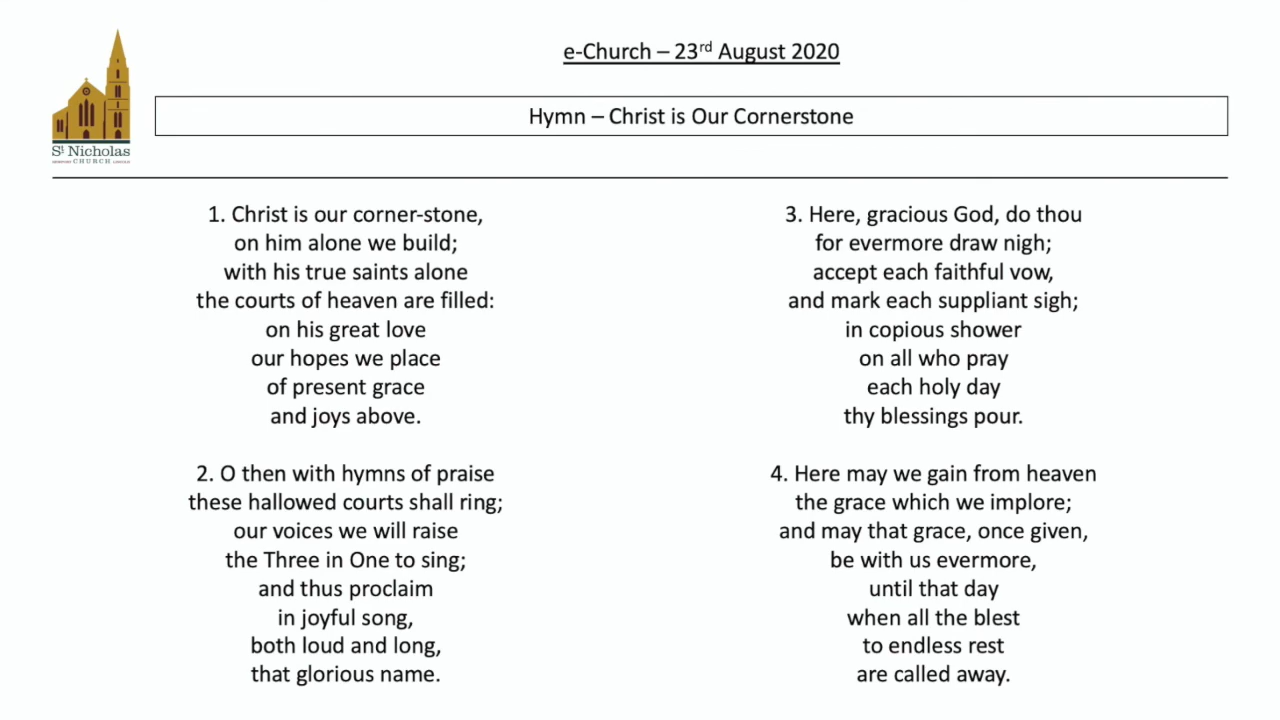 e-Church – 23rd August 2020
Hymn – Christ is Our Cornerstone
St Nicholas
CHURCH
1. Christ is our corner-stone,
on him alone we build;
with his true saints alone
the courts of heaven are filled:
on his great love
our hopes we place
of present grace
and joys above.
2. O then with hymns of praise
these hallowed courts shall ring;
our voices we will raise
the Three in One to sing;
and thus proclaim
in joyful song,
both loud and long,
that glorious name.
3. Here, gracious God, do thou
for evermore draw nigh;
accept each faithful vow,
and mark each suppliant sigh;
in copious shower
on all who pray
each holy day
thy blessings pour.
4. Here may we gain from heaven
the grace which we implore;
and may that grace, once given,
be with us evermore,
until that day
when all the blest
to endless rest
are called away.